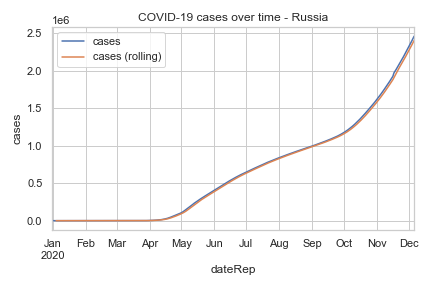 COVID-19 cases over time - Russia
1e6
cases
cases (rolling)
2.5
2.0
1.5
1.0
0.5
0.0
cases
Jan Feb Mar Apr May Jun Jul Aug Sep Oct Nov Dec
2020
dateRep